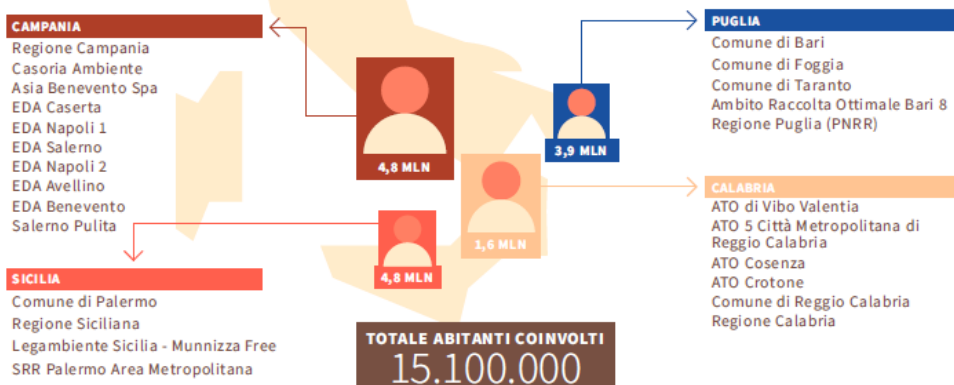 CAMPANIA
Regione Campania
Casoria Ambiente
Asia Benevento Spa
EDA Caserta
EDA Napoli 1
EDA Salerno
EDA Napoli 2
EDA Avellino
EDA Benevento
Salerno Pulita
4,8 MLN
PUGLIA
Comune di Bari
Comune di Foggia
Comune di Taranto
Ambito Raccolta Ottimale Bari 8
Regione Puglia (PNRR)
3,9 MLN
CALABRIA
ATO di Vibo Valentia
ATO 5 Città Metropolitana di
Reggio Calabria
ATO Cosenza
ATO Crotone
Comune di Reggio Calabria
Regione Calabria
1,6 MLN
SICILIA
Comune di Palermo
Regione Siciliana
Legambiente Sicilia - Munnizza Free
SRR Palermo Area Metropolitana
4,8 MLN
TOTALE ABITANTI COINVOLTI
15.100.000